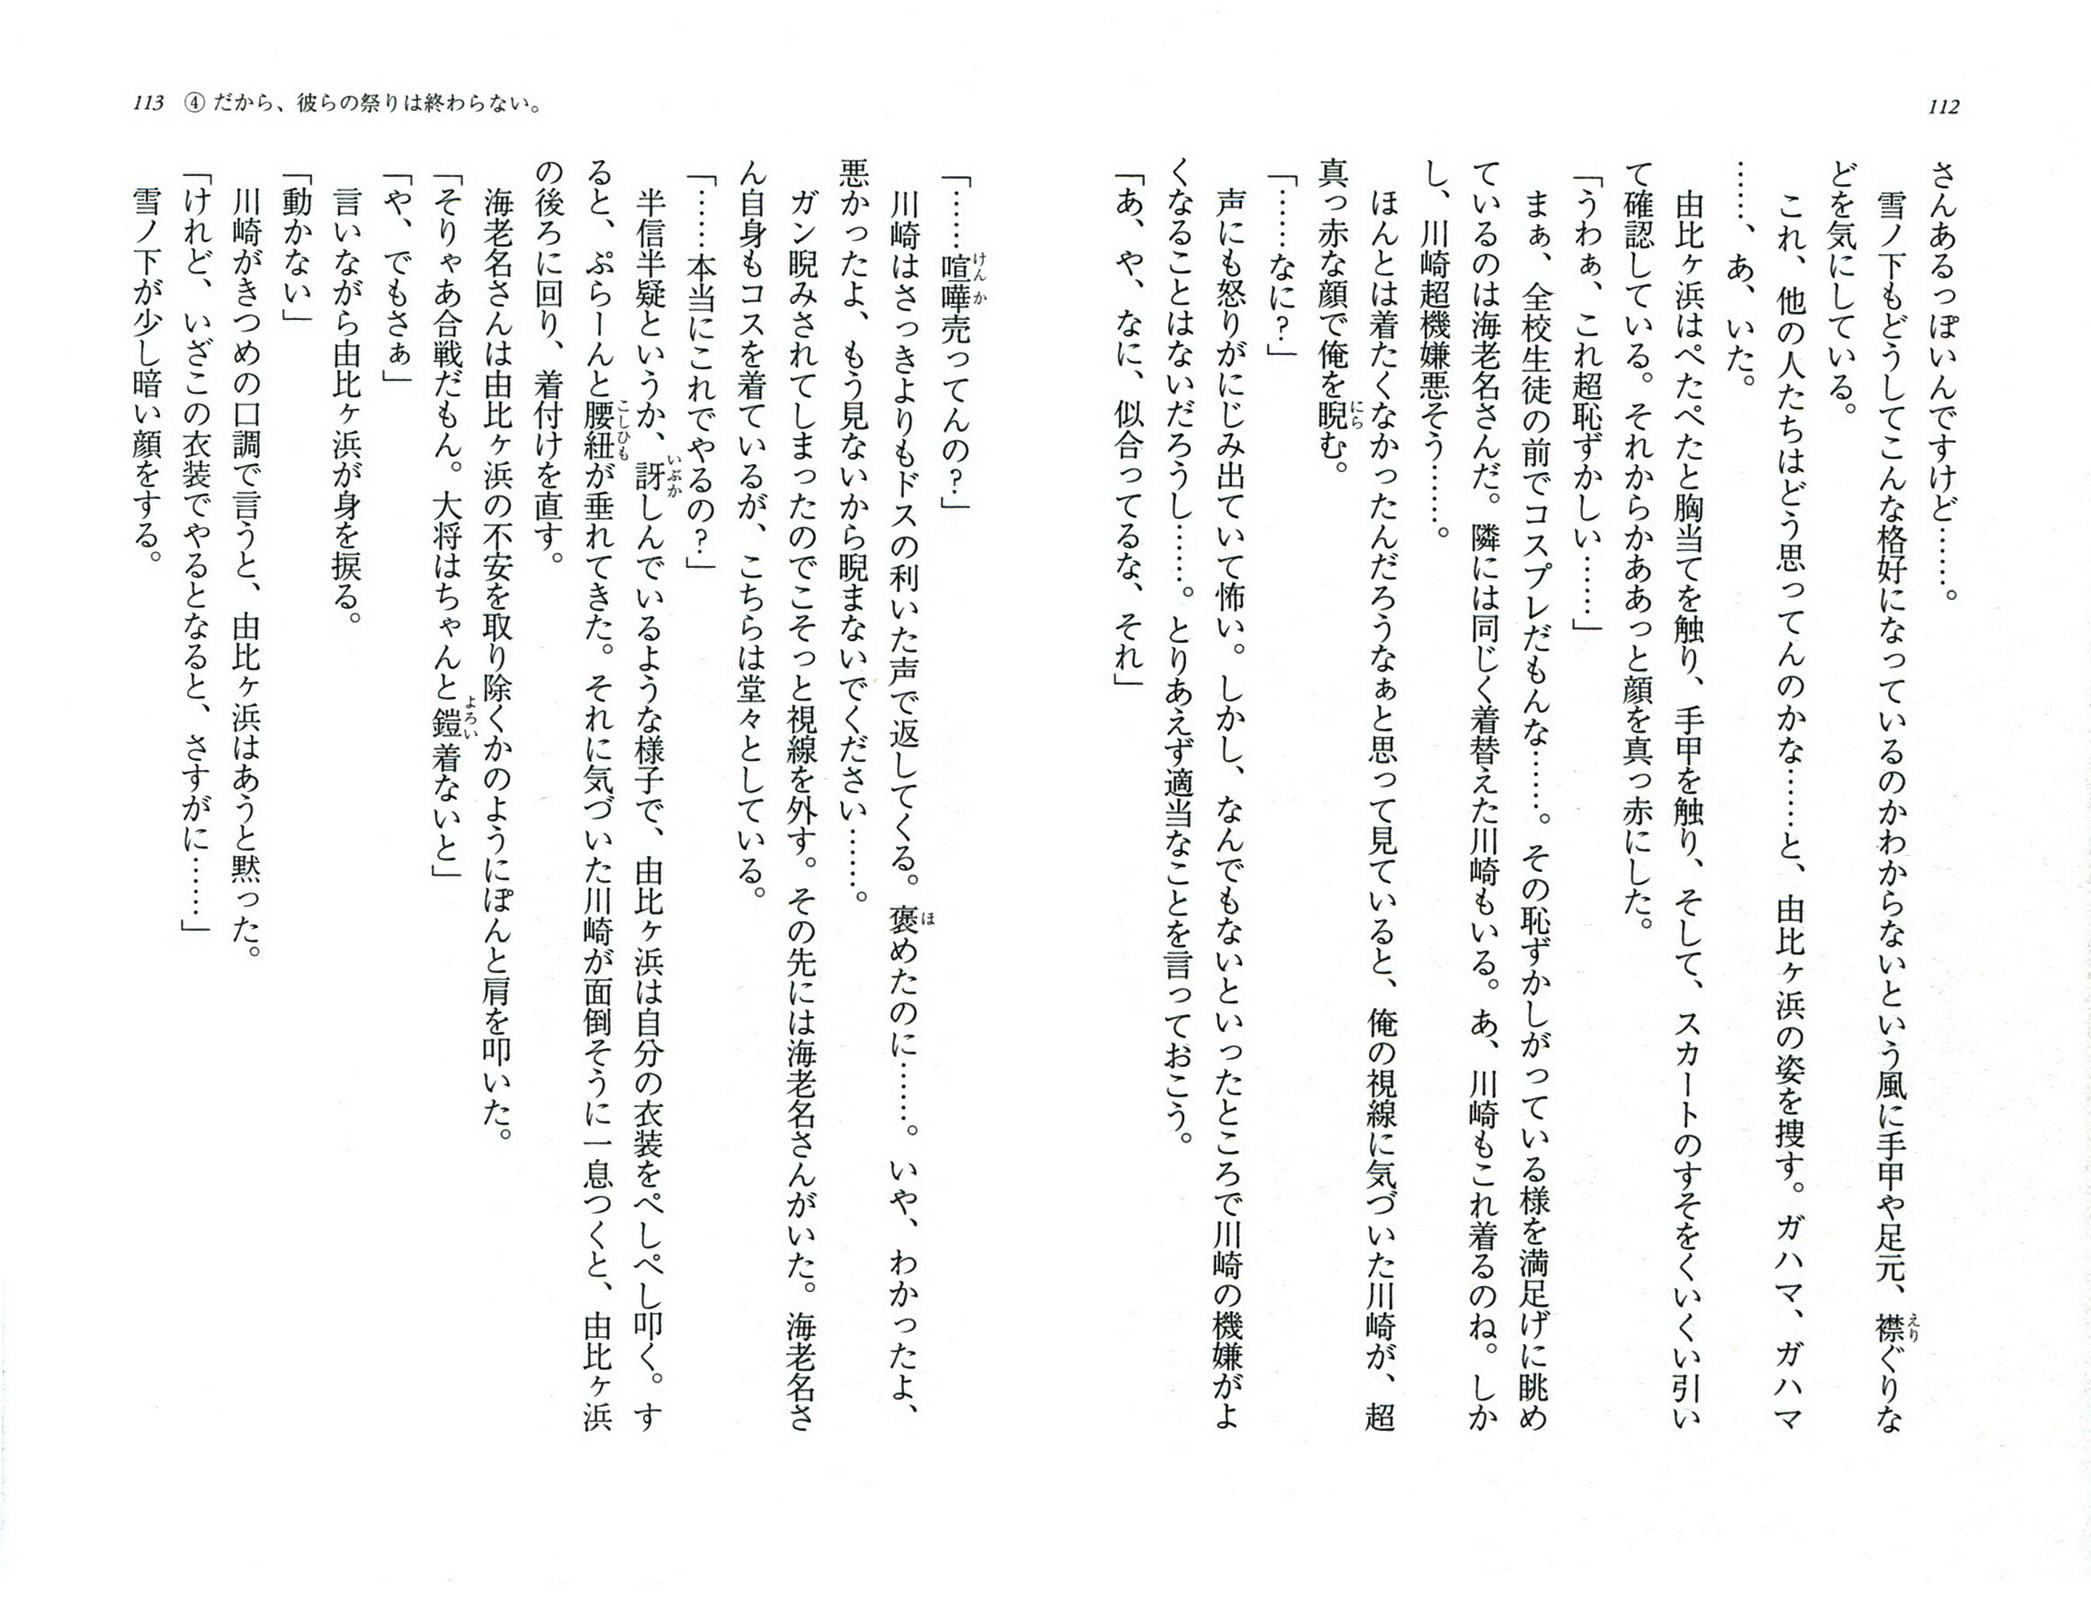 112
さんあるっぽいんですけど……。
雪ノ下もどうしてこんな格好になっているのかわからないという風に手甲や足元、襟ぐりな
どを気にしている。
これ、他の人たちはどう思ってんのかな……と、由比ヶ浜の姿を捜す。ガハマ、ガハマ
……、あ、いた。
由比ヶ浜はぺたぺたと胸当てを触り、手甲を触り、そして、スカートのすそをくいくい引い
て確認している。それからかああっと顔を真っ赤にした。
「うわぁ、これ超恥ずかしい……」
まぁ、全校生徒の前でコスプレだもんな……。その恥ずかしがっている様を満足げに眺め
ているのは海老名さんだ。隣には同じく着替えた川崎もいる。あ、川崎もこれ着るのね。しか
し、川崎超機嫌悪そう……。
ほんとは着たくなかったんだろうなぁと思って見ていると、俺の視線に気づいた川崎が、超
真っ赤な顔で俺を睨む。
「……なに？」
声にも怒りがにじみ出ていて怖い。しかし、なんでもないといったところで川崎の機嫌がよ
くなることはないだろうし……。とりあえず適当なことを言っておこう。
「あ、や、なに、似合ってるな、それ」
113 ④ だから、彼らの祭りは終わらない。
「……喧嘩売ってんの？」
川崎はさっきよりもドスの利いた声で返してくる。褒めたのに……。いや、わかったよ、
悪かったよ、もう見ないから睨まないでください……。
ガン睨みされてしまったのでこそっと視線を外す。その先には海老名さんがいた。海老名さ
ん自身もコスを着ているが、こちらは堂々としている。
「……本当にこれでやるの？」
半信半疑というか、訝しんでいるような様子で、由比ヶ浜は自分の衣装をぺしぺし叩く。す
ると、ぷらーんと腰紐が垂れてきた。それに気づいた川崎が面倒そうに一息つくと、由比ヶ浜
の後ろに回り、着付けを直す。
海老名さんは由比ヶ浜の不安を取り除くかのようにぽんと肩を叩いた。
「そりゃあ合戦だもん。大将はちゃんと鎧着ないと」
「や、でもさぁ」
言いながら由比ヶ浜が身を捩る。
「動かない」
川崎がきつめの口調で言うと、由比ヶ浜はあうと黙った。
「けれど、いざこの衣装でやるとなると、さすがに……」
雪ノ下が少し暗い顔をする。